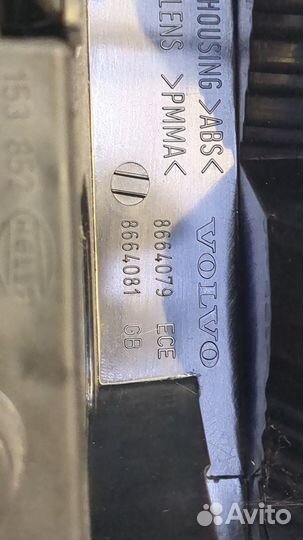 HOUSING >ABS<
LENS >PMMA<
VOLVO
8664079 ECE
8664081 GB
Avito